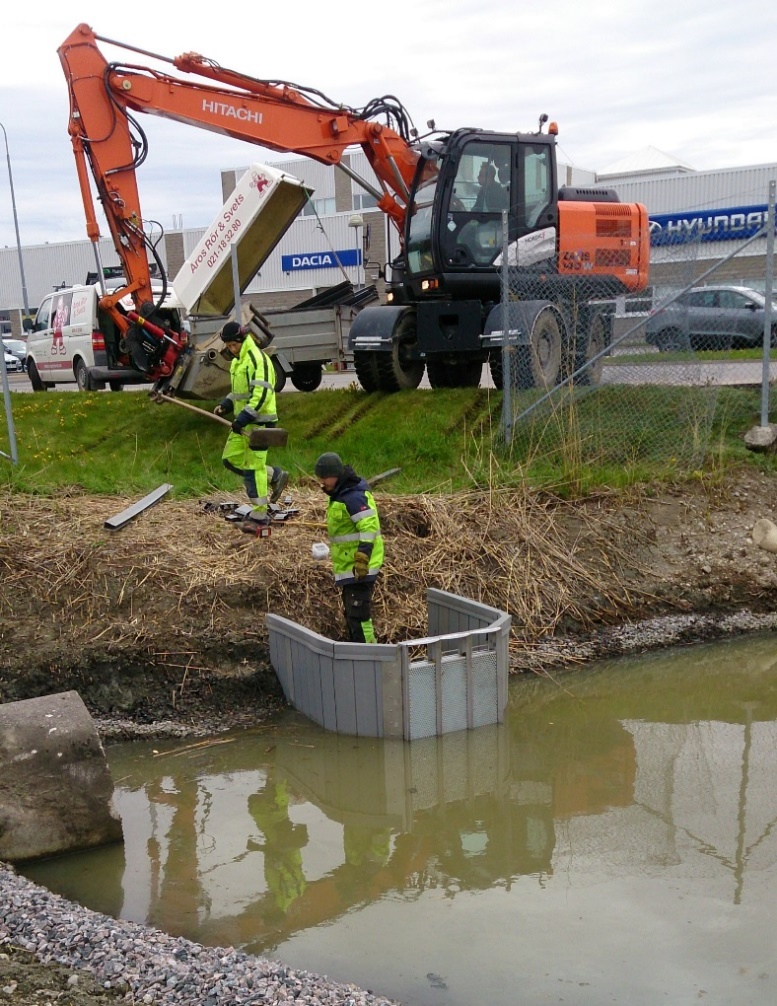 HITACHI
Aros Rör & Svets
021-18 32 80
DACIA
HYUNDAI